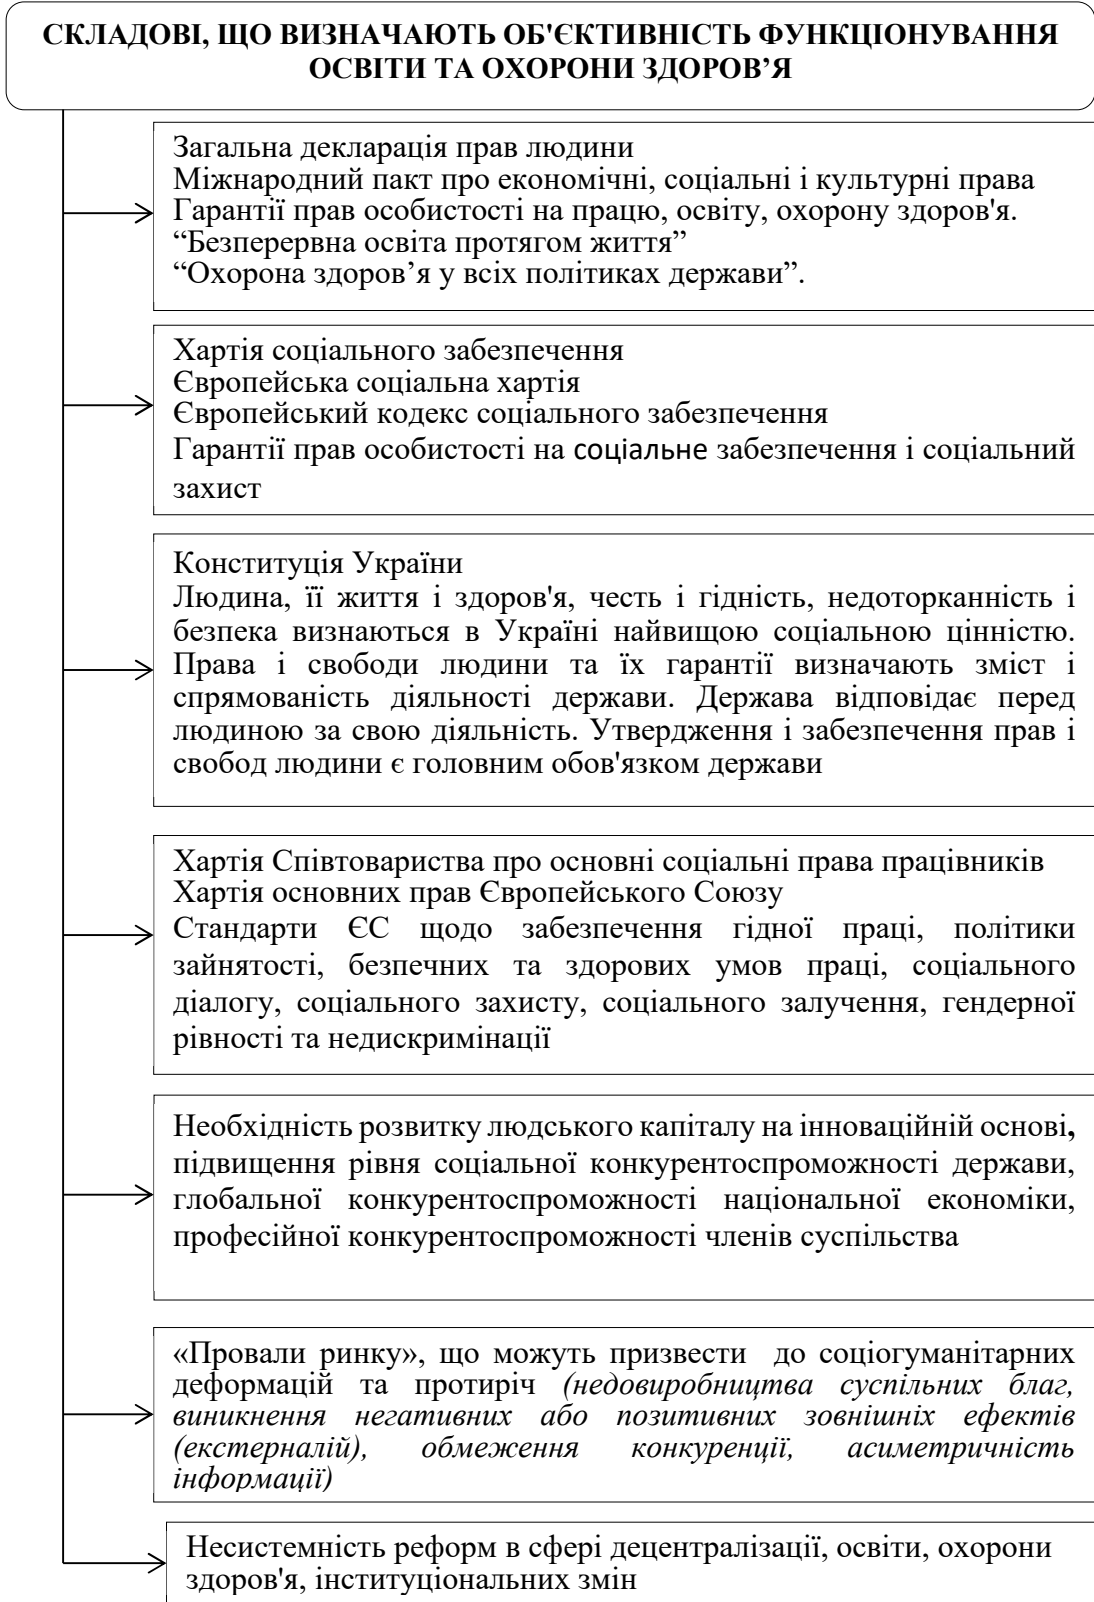 СКЛАДОВІ, ЩО ВИЗНАЧАЮТЬ ОБ'ЄКТИВНІСТЬ ФУНКЦІОНУВАННЯ
ОСВІТИ ТА ОХОРОНИ ЗДОРОВ’Я
Загальна декларація прав людини
Міжнародний пакт про економічні, соціальні і культурні права
Гарантії прав особистості на працю, освіту, охорону здоров'я.
“Безперервна освіта протягом життя”
“Охорона здоров’я у всіх політиках держави”.
Хартія соціального забезпечення
Європейська соціальна хартія
Європейський кодекс соціального забезпечення
Гарантії прав особистості на соціальне забезпечення і соціальний
захист
Конституція України
Людина, її життя і здоров'я, честь і гідність, недоторканність і
безпека визнаються в Україні найвищою соціальною цінністю.
Права і свободи людини та їх гарантії визначають зміст і
спрямованість діяльності держави. Держава відповідає перед
людиною за свою діяльність. Утвердження і забезпечення прав і
свобод людини є головним обов'язком держави
Хартія Співтовариства про основні соціальні права працівників
Хартія основних прав Європейського Союзу
Стандарти ЄС щодо забезпечення гідної праці, політики
зайнятості, безпечних та здорових умов праці, соціального
діалогу, соціального захисту, соціального залучення, гендерної
рівності та недискримінації
Необхідність розвитку людського капіталу на інноваційній основі,
підвищення рівня соціальної конкурентоспроможності держави,
глобальної конкурентоспроможності національної економіки,
професійної конкурентоспроможності членів суспільства
«Провали ринку», що можуть призвести до соціогуманітарних
деформацій та протиріч (недовиробництва суспільних благ,
виникнення негативних або позитивних зовнішніх ефектів
(екстерналій), обмеження конкуренції, асиметричність
інформації)
Несистемність реформ в сфері децентралізації, освіти, охорони
здоров'я, інституціональних змін